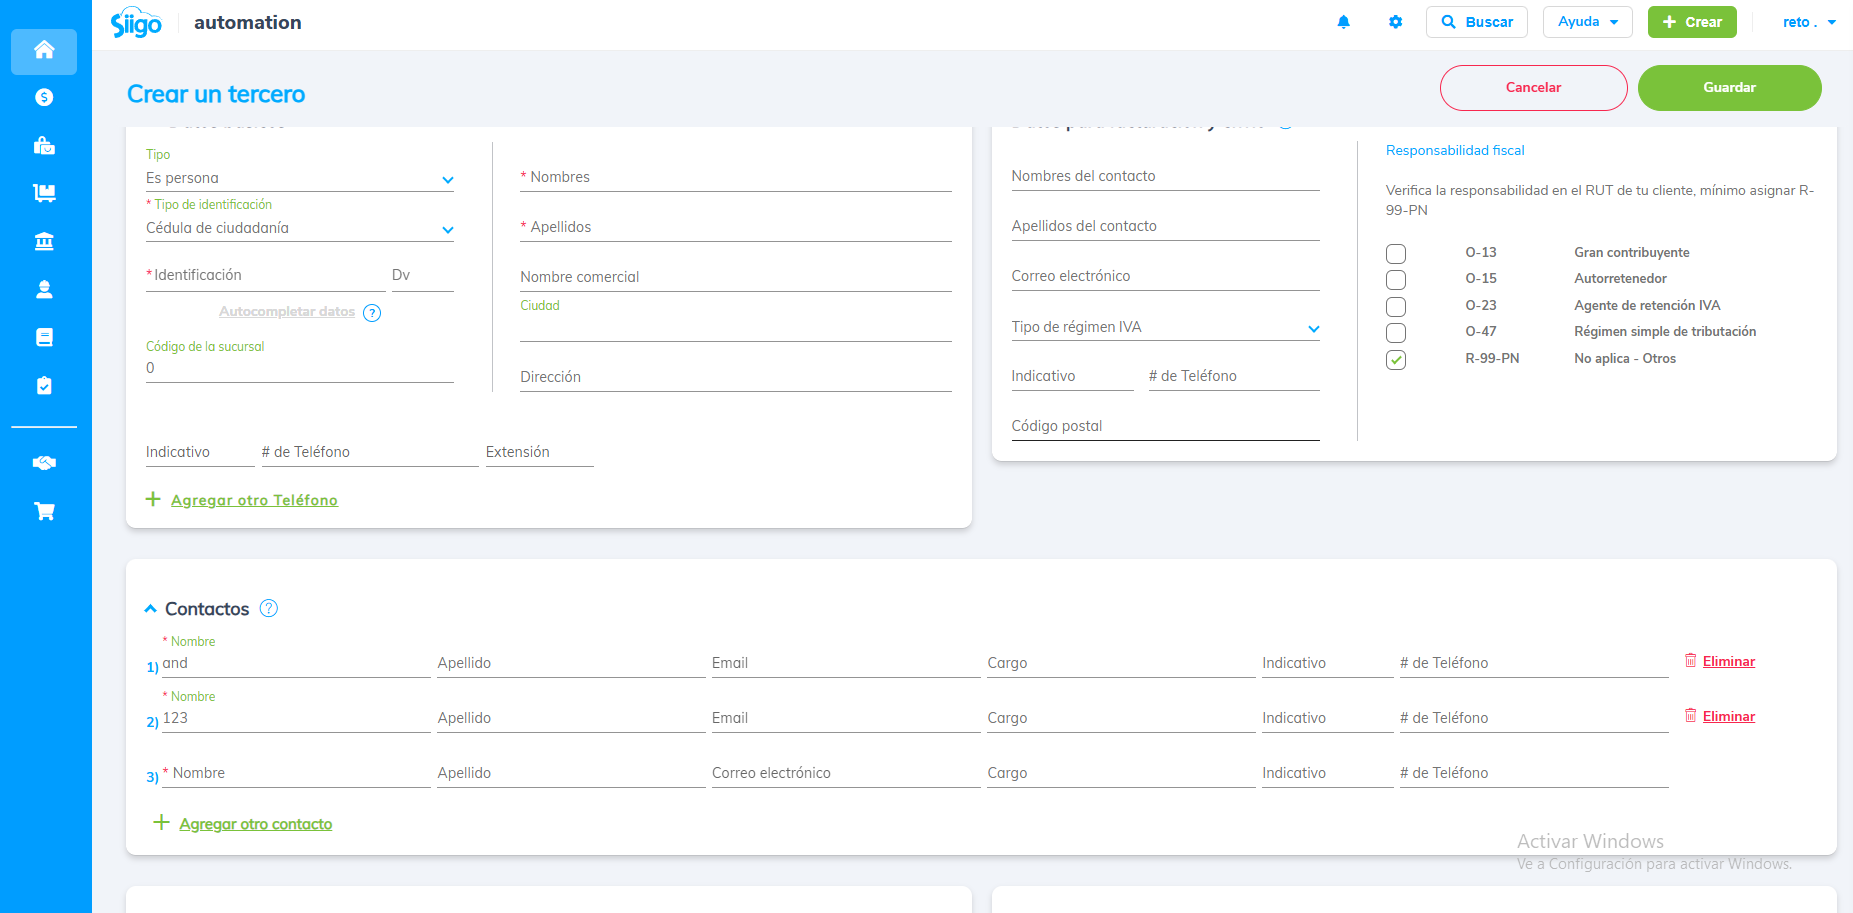 Siigo
automation
Buscar
Ayuda
Crear
reto .
Crear un tercero
Cancelar
Guardar
Tipo
Es persona
* Tipo de identificación
Cédula de ciudadanía
* Identificación
Dv
Autocompletar datos ?
Código de la sucursal
0
* Nombres
* Apellidos
Nombre comercial
Ciudad
Dirección
Indicativo
# de Teléfono
Extensión
+ Agregar otro Teléfono
Nombres del contacto
Apellidos del contacto
Correo electrónico
Tipo de régimen IVA
Indicativo
# de Teléfono
Código postal
Responsabilidad fiscal
Verifica la responsabilidad en el RUT de tu cliente, mínimo asignar R-
99-PN
O-13 Gran contribuyente
O-15 Autorretenedor
O-23 Agente de retención IVA
O-47 Régimen simple de tributación
R-99-PN No aplica - Otros
Contactos ?
* Nombre
1) and Apellido Email Cargo Indicativo # de Teléfono Eliminar
* Nombre
2) 123 Apellido Email Cargo Indicativo # de Teléfono Eliminar
3) * Nombre Apellido Correo electrónico Cargo Indicativo # de Teléfono
+ Agregar otro contacto
Activar Windows
Ve a Configuración para activar Windows.